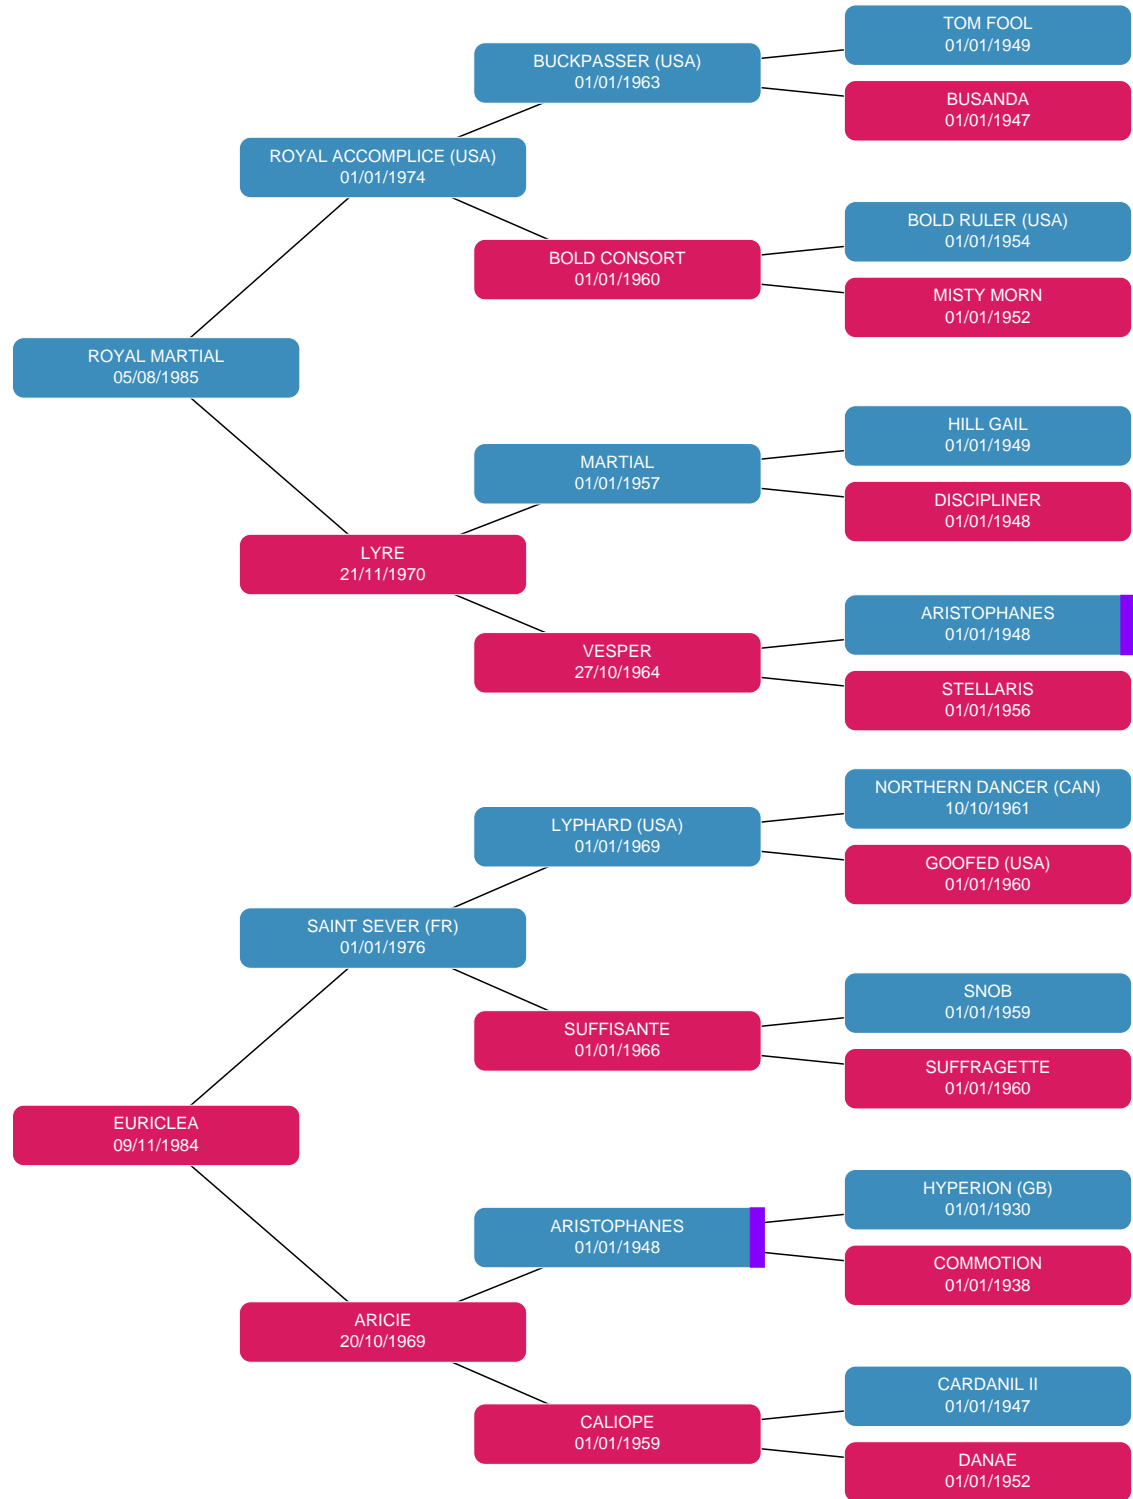 TOM FOOL
01/01/1949
BUCKPASSER (USA)
01/01/1963
BUSANDA
01/01/1947
ROYAL ACCOMPLICE (USA)
01/01/1974
BOLD RULER (USA)
01/01/1954
BOLD CONSORT
01/01/1960
MISTY MORN
01/01/1952
ROYAL MARTIAL
05/08/1985
HILL GAIL
01/01/1949
MARTIAL
01/01/1957
DISCIPLINER
01/01/1948
LYRE
21/11/1970
ARISTOPHANES
01/01/1948
VESPER
27/10/1964
STELLARIS
01/01/1956
NORTHERN DANCER (CAN)
10/10/1961
LYPHARD (USA)
01/01/1969
GOOFED (USA)
01/01/1960
SAINT SEVER (FR)
01/01/1976
SNOB
01/01/1959
SUFFISANTE
01/01/1966
SUFFRAGETTE
01/01/1960
EURICLEA
09/11/1984
HYPERION (GB)
01/01/1930
ARISTOPHANES
01/01/1948
COMMOTION
01/01/1938
ARICIE
20/10/1969
CARDANIL II
01/01/1947
CALIOPE
01/01/1959
DANAE
01/01/1952